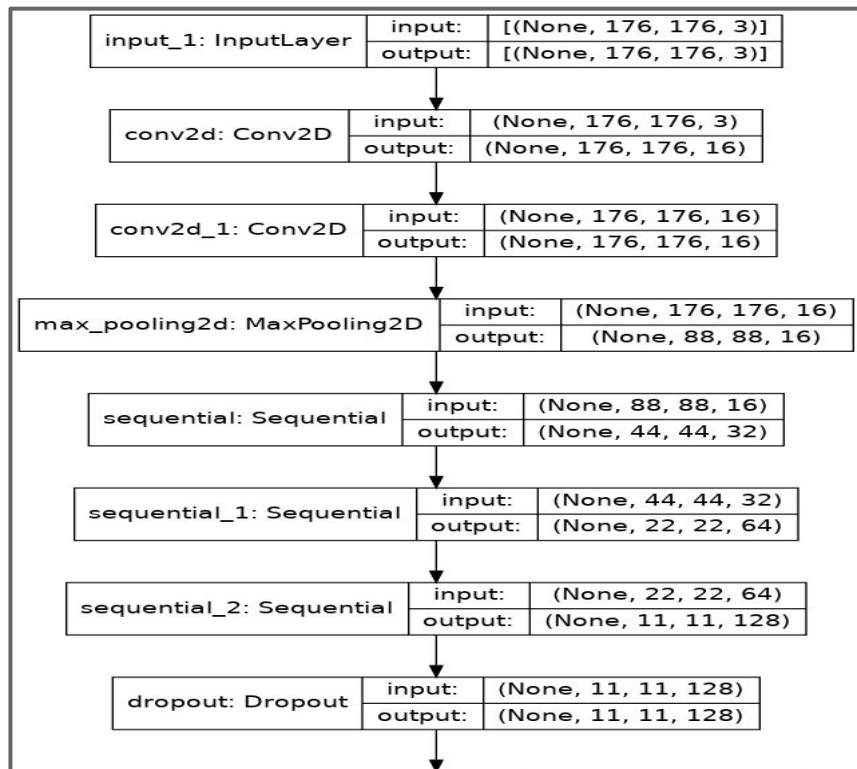 input_1: InputLayer input: [(None, 176, 176, 3)]
output: [(None, 176, 176, 3)]
conv2d: Conv2D input: (None, 176, 176, 3)
output: (None, 176, 176, 16)
conv2d_1: Conv2D input: (None, 176, 176, 16)
output: (None, 176, 176, 16)
max_pooling2d: MaxPooling2D input: (None, 176, 176, 16)
output: (None, 88, 88, 16)
sequential: Sequential input: (None, 88, 88, 16)
output: (None, 44, 44, 32)
sequential_1: Sequential input: (None, 44, 44, 32)
output: (None, 22, 22, 64)
sequential_2: Sequential input: (None, 22, 22, 64)
output: (None, 11, 11, 128)
dropout: Dropout input: (None, 11, 11, 128)
output: (None, 11, 11, 128)